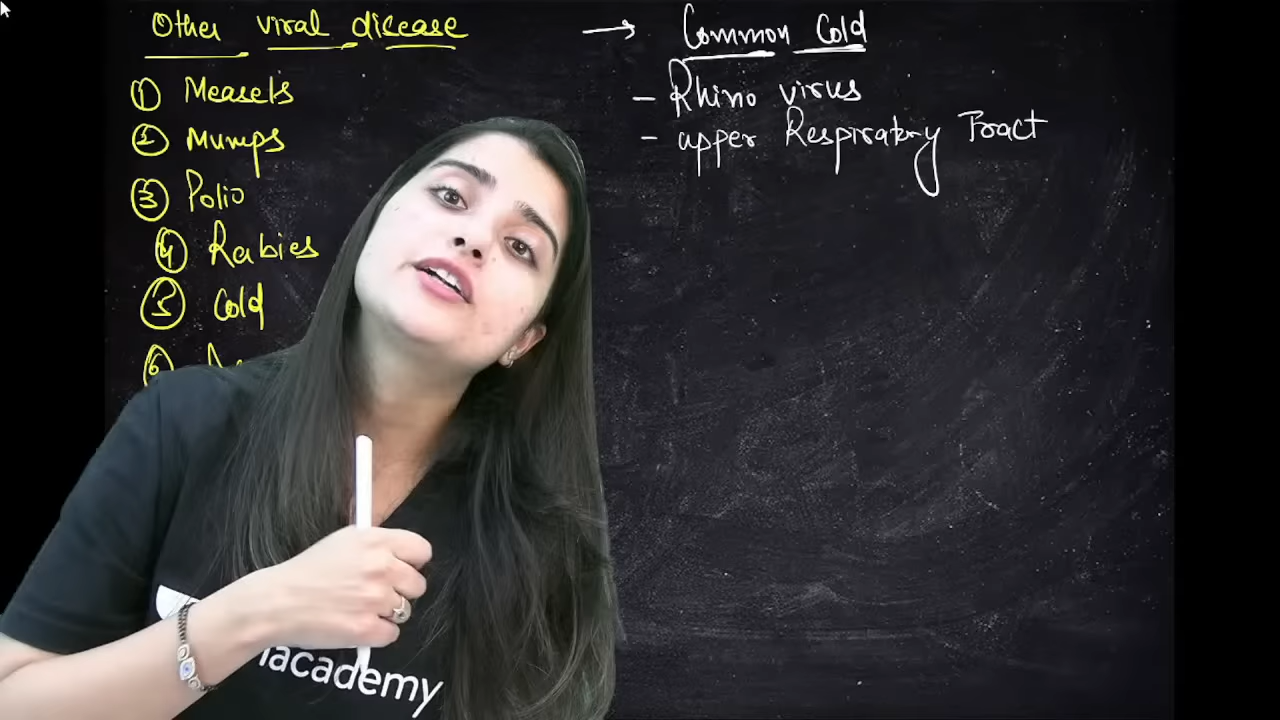 Other viral disease
① Measels
② Mumps
③ Polio
④ Rabies
⑤ Cold
⑥
→ Common Cold
- Rhino virus
- upper Respiratory Tract
academy